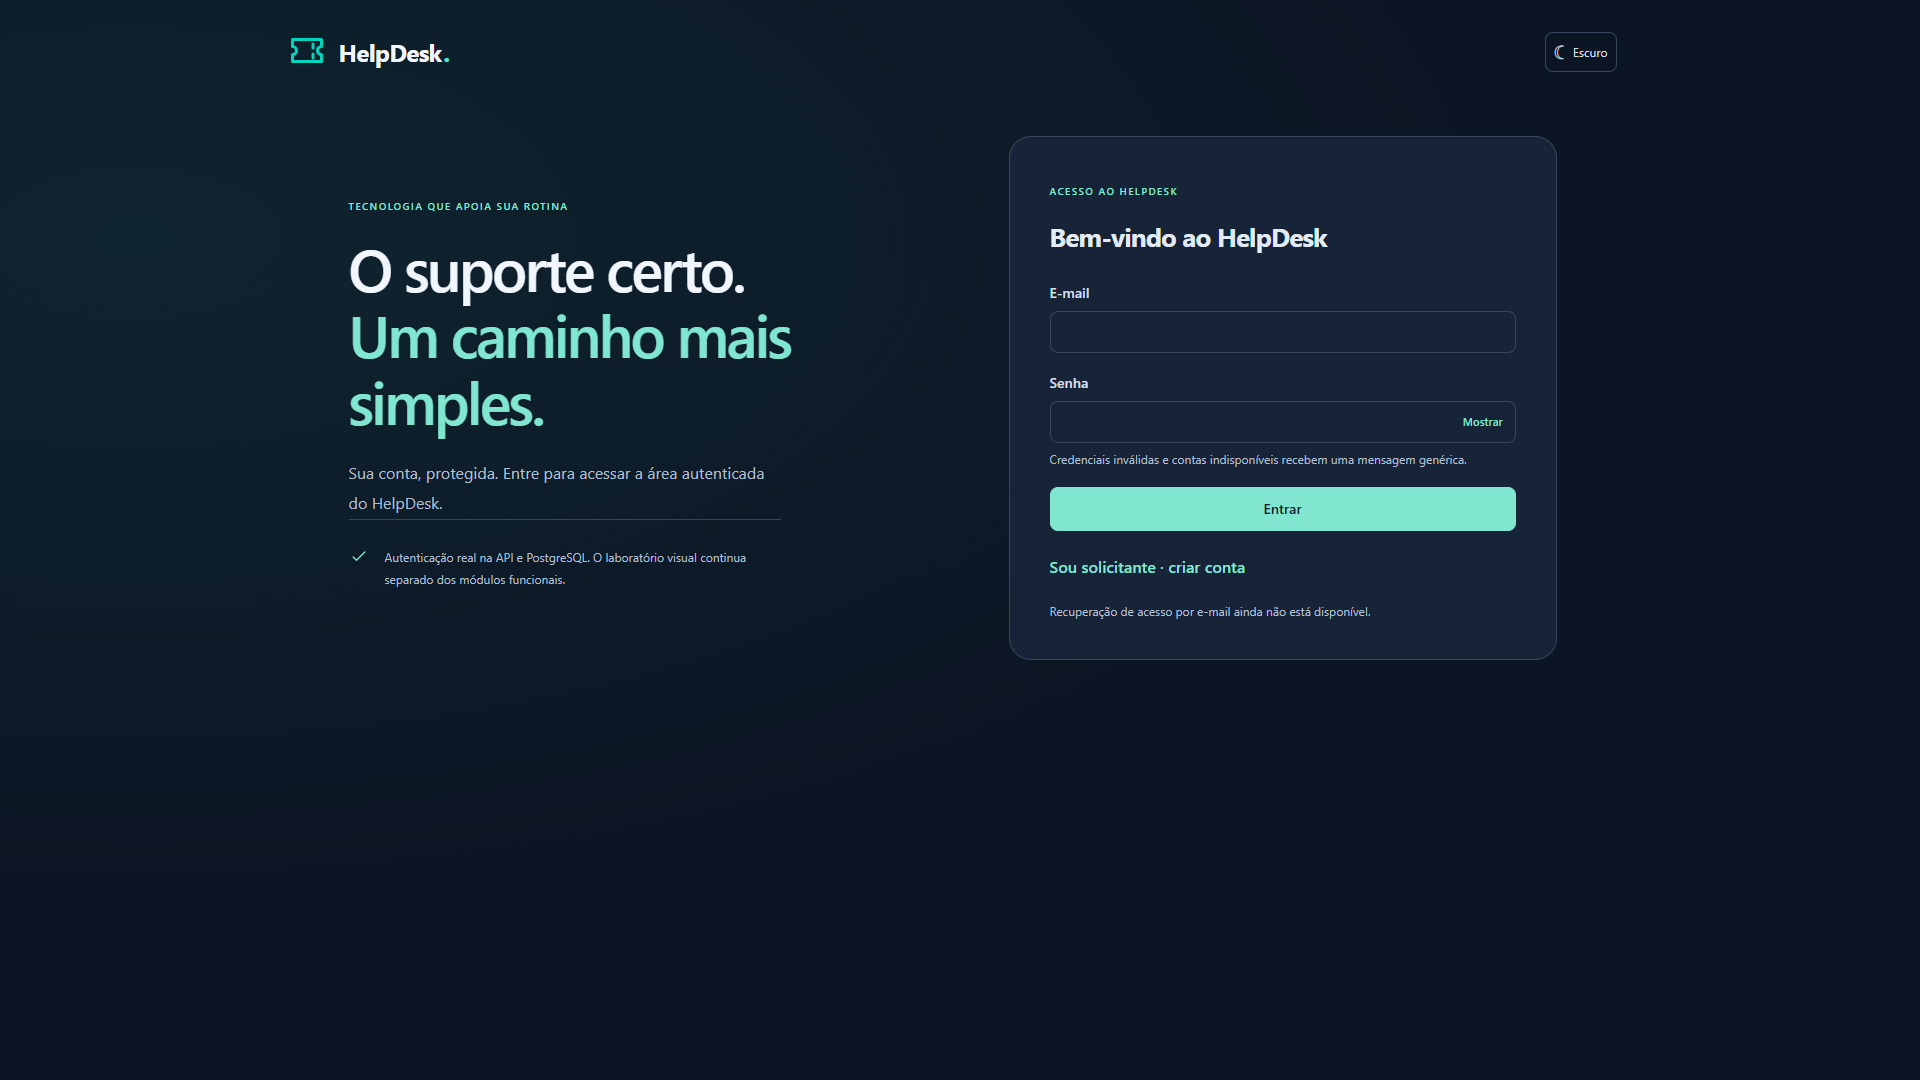 HelpDesk.
Escuro
TECNOLOGIA QUE APOIA SUA ROTINA
O suporte certo.
Um caminho mais
simples.
Sua conta, protegida. Entre para acessar a área autenticada
do HelpDesk.
Autenticação real na API e PostgreSQL. O laboratório visual continua
separado dos módulos funcionais.
ACESSO AO HELPDESK
Bem-vindo ao HelpDesk
E-mail
Senha
Mostrar
Credenciais inválidas e contas indisponíveis recebem uma mensagem genérica.
Entrar
Sou solicitante · criar conta
Recuperação de acesso por e-mail ainda não está disponível.